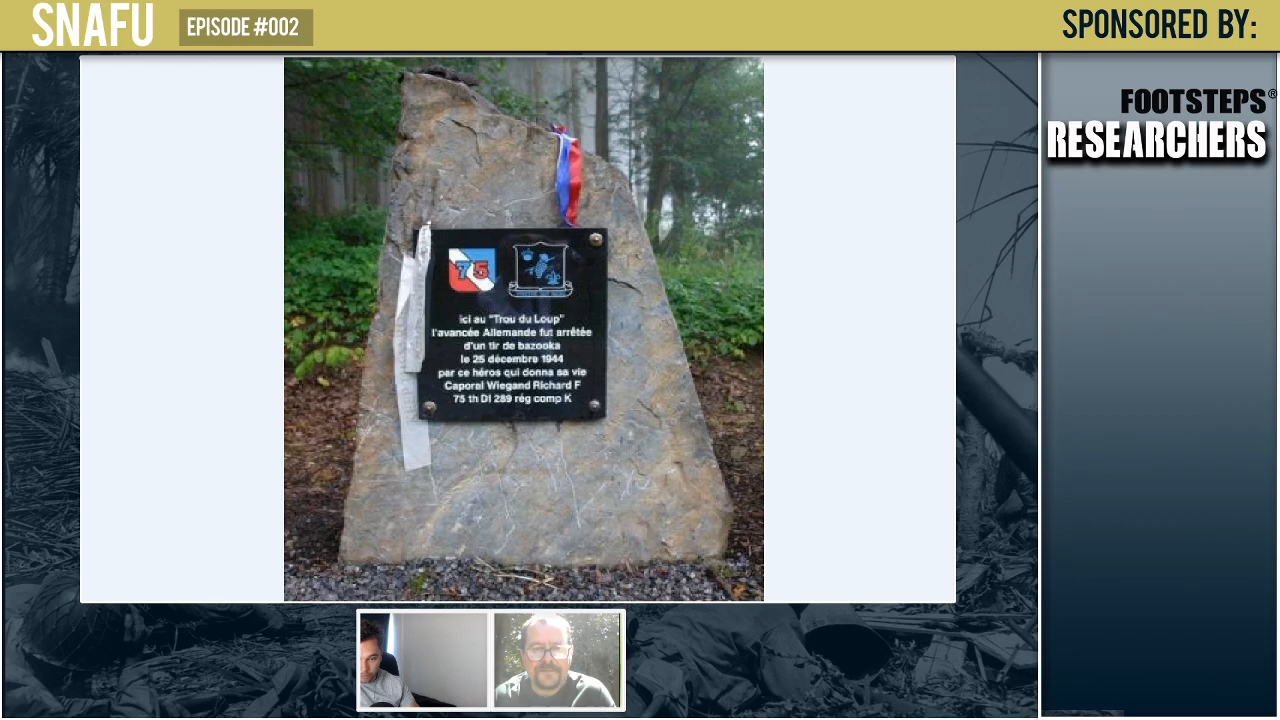 SNAFU
EPISODE #002
SPONSORED BY:
FOOTSTEPS®
RESEARCHERS
75
ici au "Trou du Loup"
l'avancée Allemande fut arrêtée
d'un tir de bazooka
le 25 décembre 1944
par ce héros qui donna sa vie
Caporal Wiegand Richard F
75 th DI 289 rég comp K